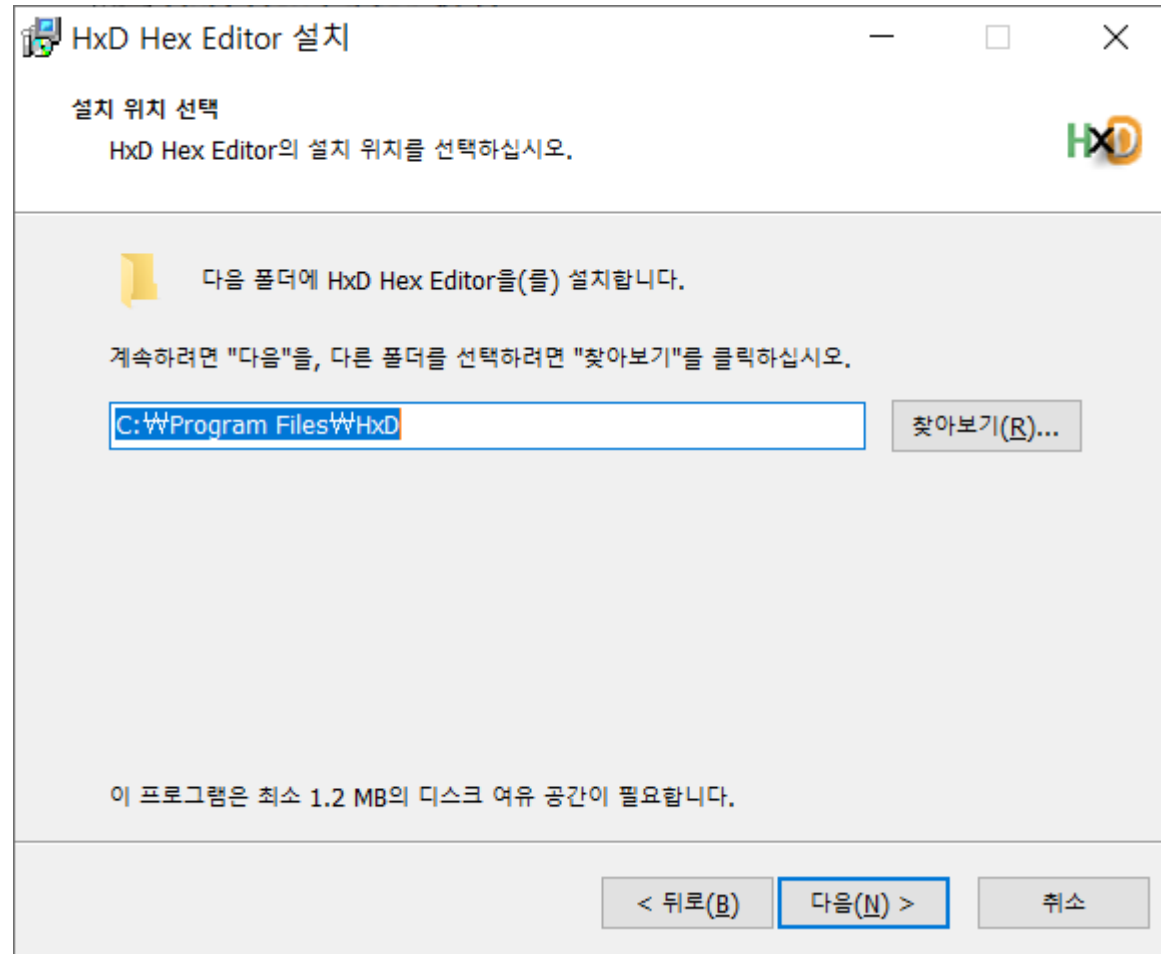 HxD Hex Editor 설치
설치 위치 선택
HxD Hex Editor의 설치 위치를 선택하십시오.
HxD
다음 폴더에 HxD Hex Editor을(를) 설치합니다.
계속하려면 "다음"을, 다른 폴더를 선택하려면 "찾아보기"를 클릭하십시오.
C:₩Program Files₩HxD
찾아보기(R)...
이 프로그램은 최소 1.2 MB의 디스크 여유 공간이 필요합니다.
< 뒤로(B) 다음(N) > 취소